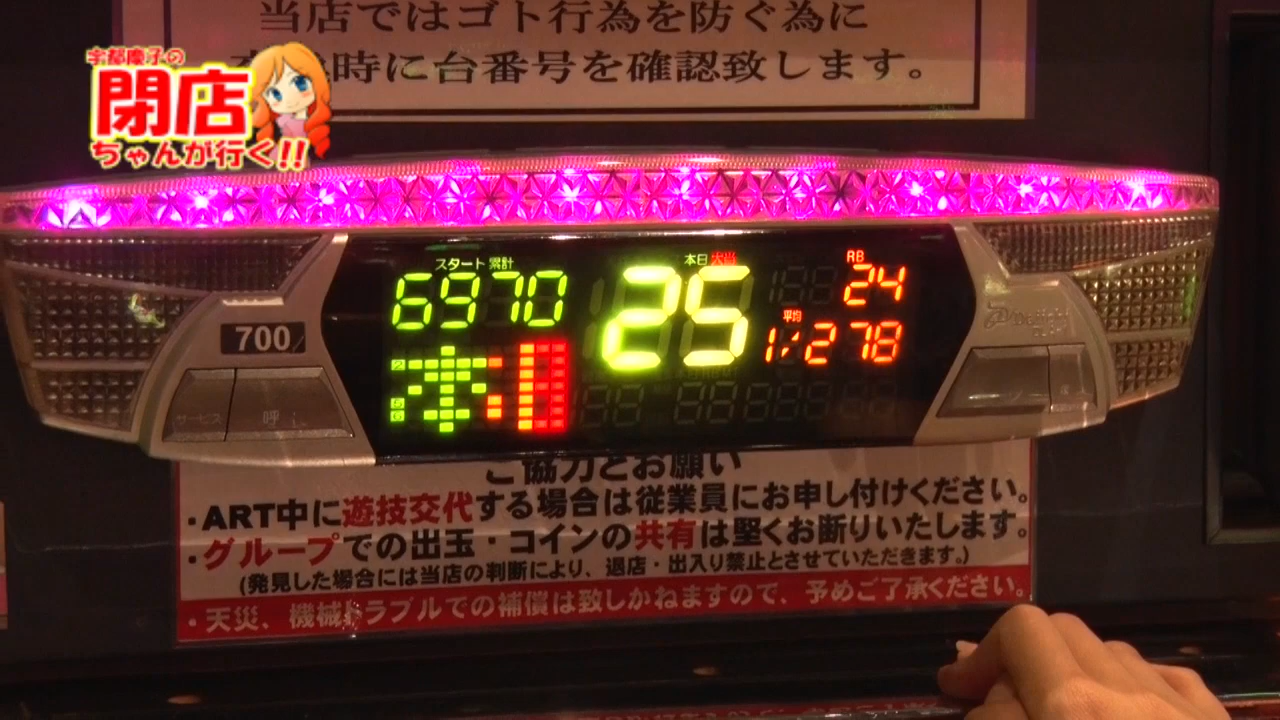 当店ではゴト行為を防ぐ為に
時に台番号を確認致します。
宇都慶子の
閉店
ちゃんが行く!!
スタート累計
6970
本日大当
25
RB
24
平均
1/278
700
サービス
呼出
ご協力とお願い
・ART中に遊技交代する場合は従業員にお申し付けください。
・グループでの出玉・コインの共有は堅くお断りいたします。
(発見した場合には当店の判断により、退店・出入り禁止とさせていただきます。)
・天災、機械トラブルでの補償は致しかねますので、予めご了承ください。